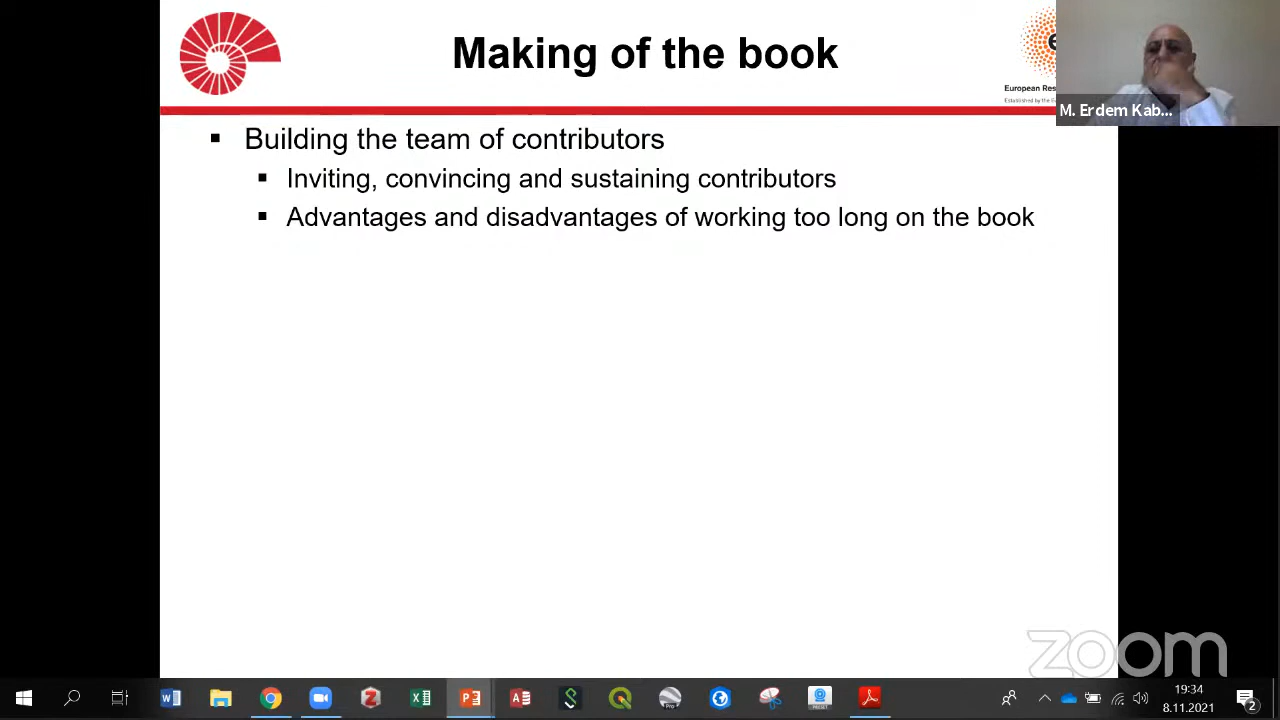 Making of the book
European Res
M. Erdem Kab...
▪ Building the team of contributors
▪ Inviting, convincing and sustaining contributors
▪ Advantages and disadvantages of working too long on the book
zoom
19:34
8.11.2021
2